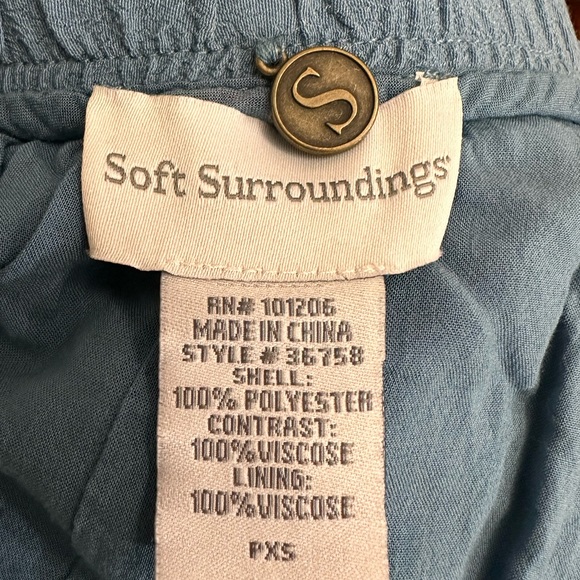 S
Soft Surroundings
RN# 101206
MADE IN CHINA
STYLE # 36758
SHELL:
100% POLYESTER
CONTRAST:
100%VISCOSE
LINING:
100%VISCOSE
PXS